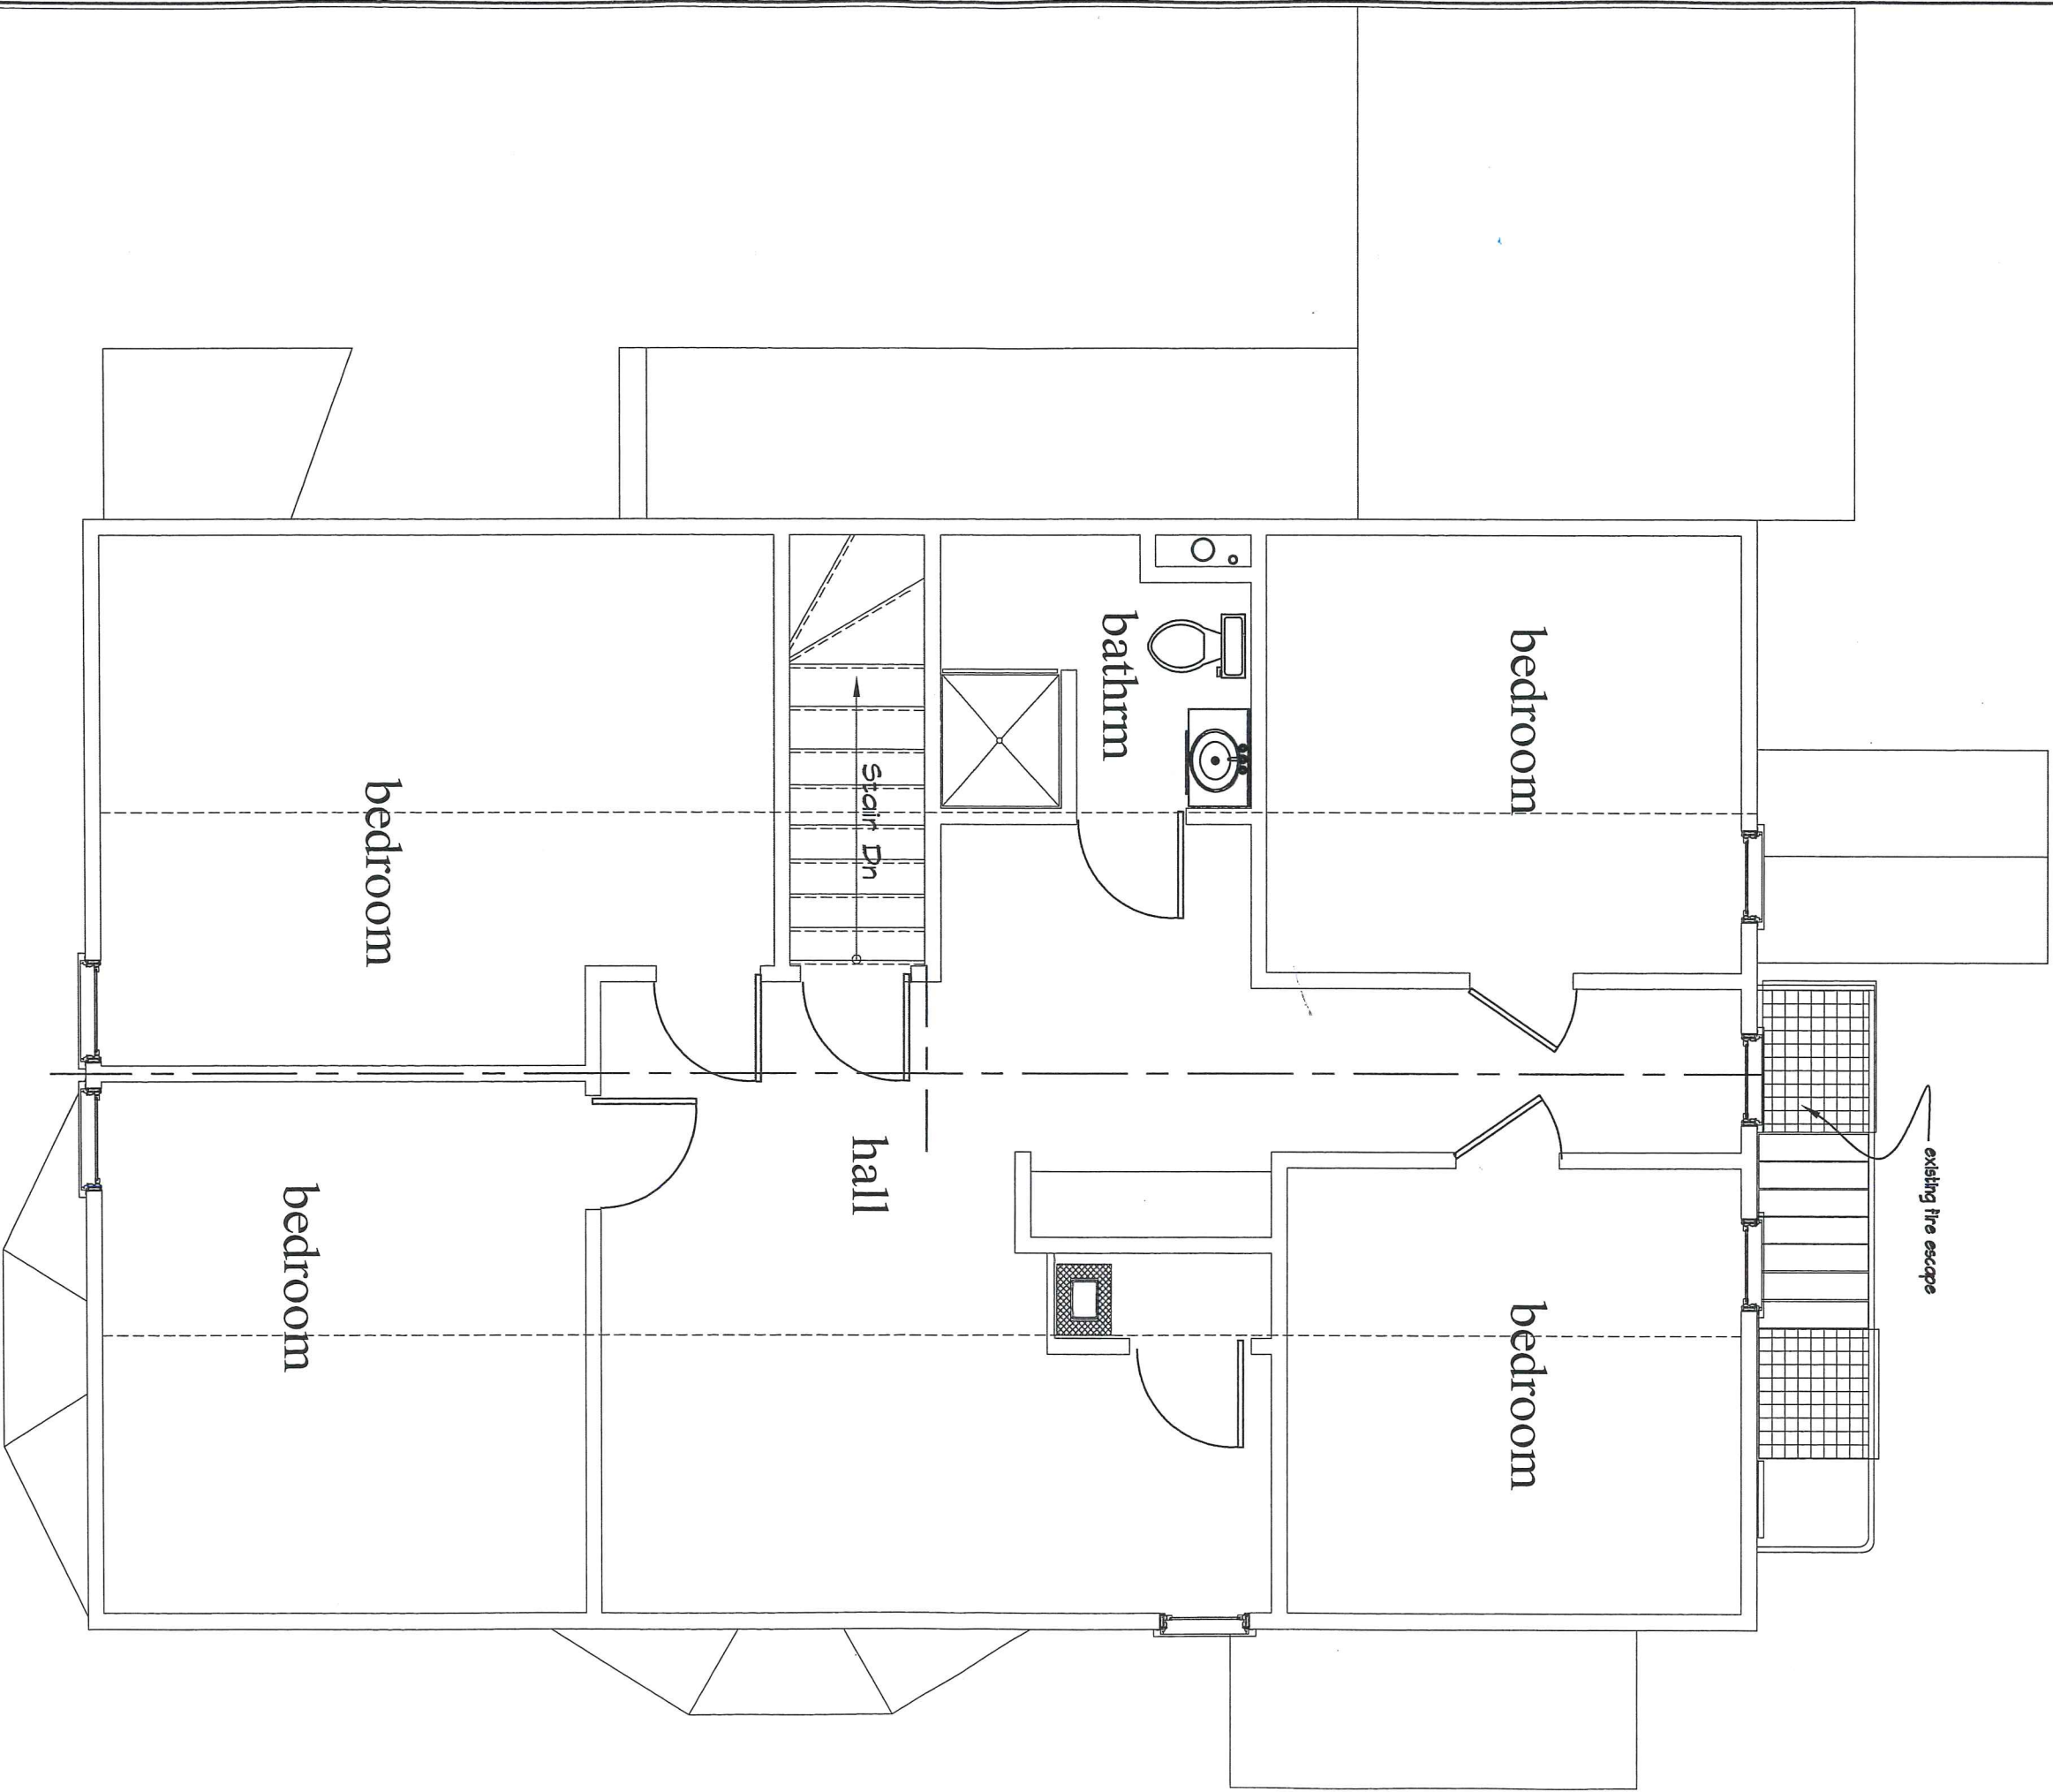 existing fire escape
bedroom
bedroom
bathrm
Stair Dn
hall
bedroom
bedroom